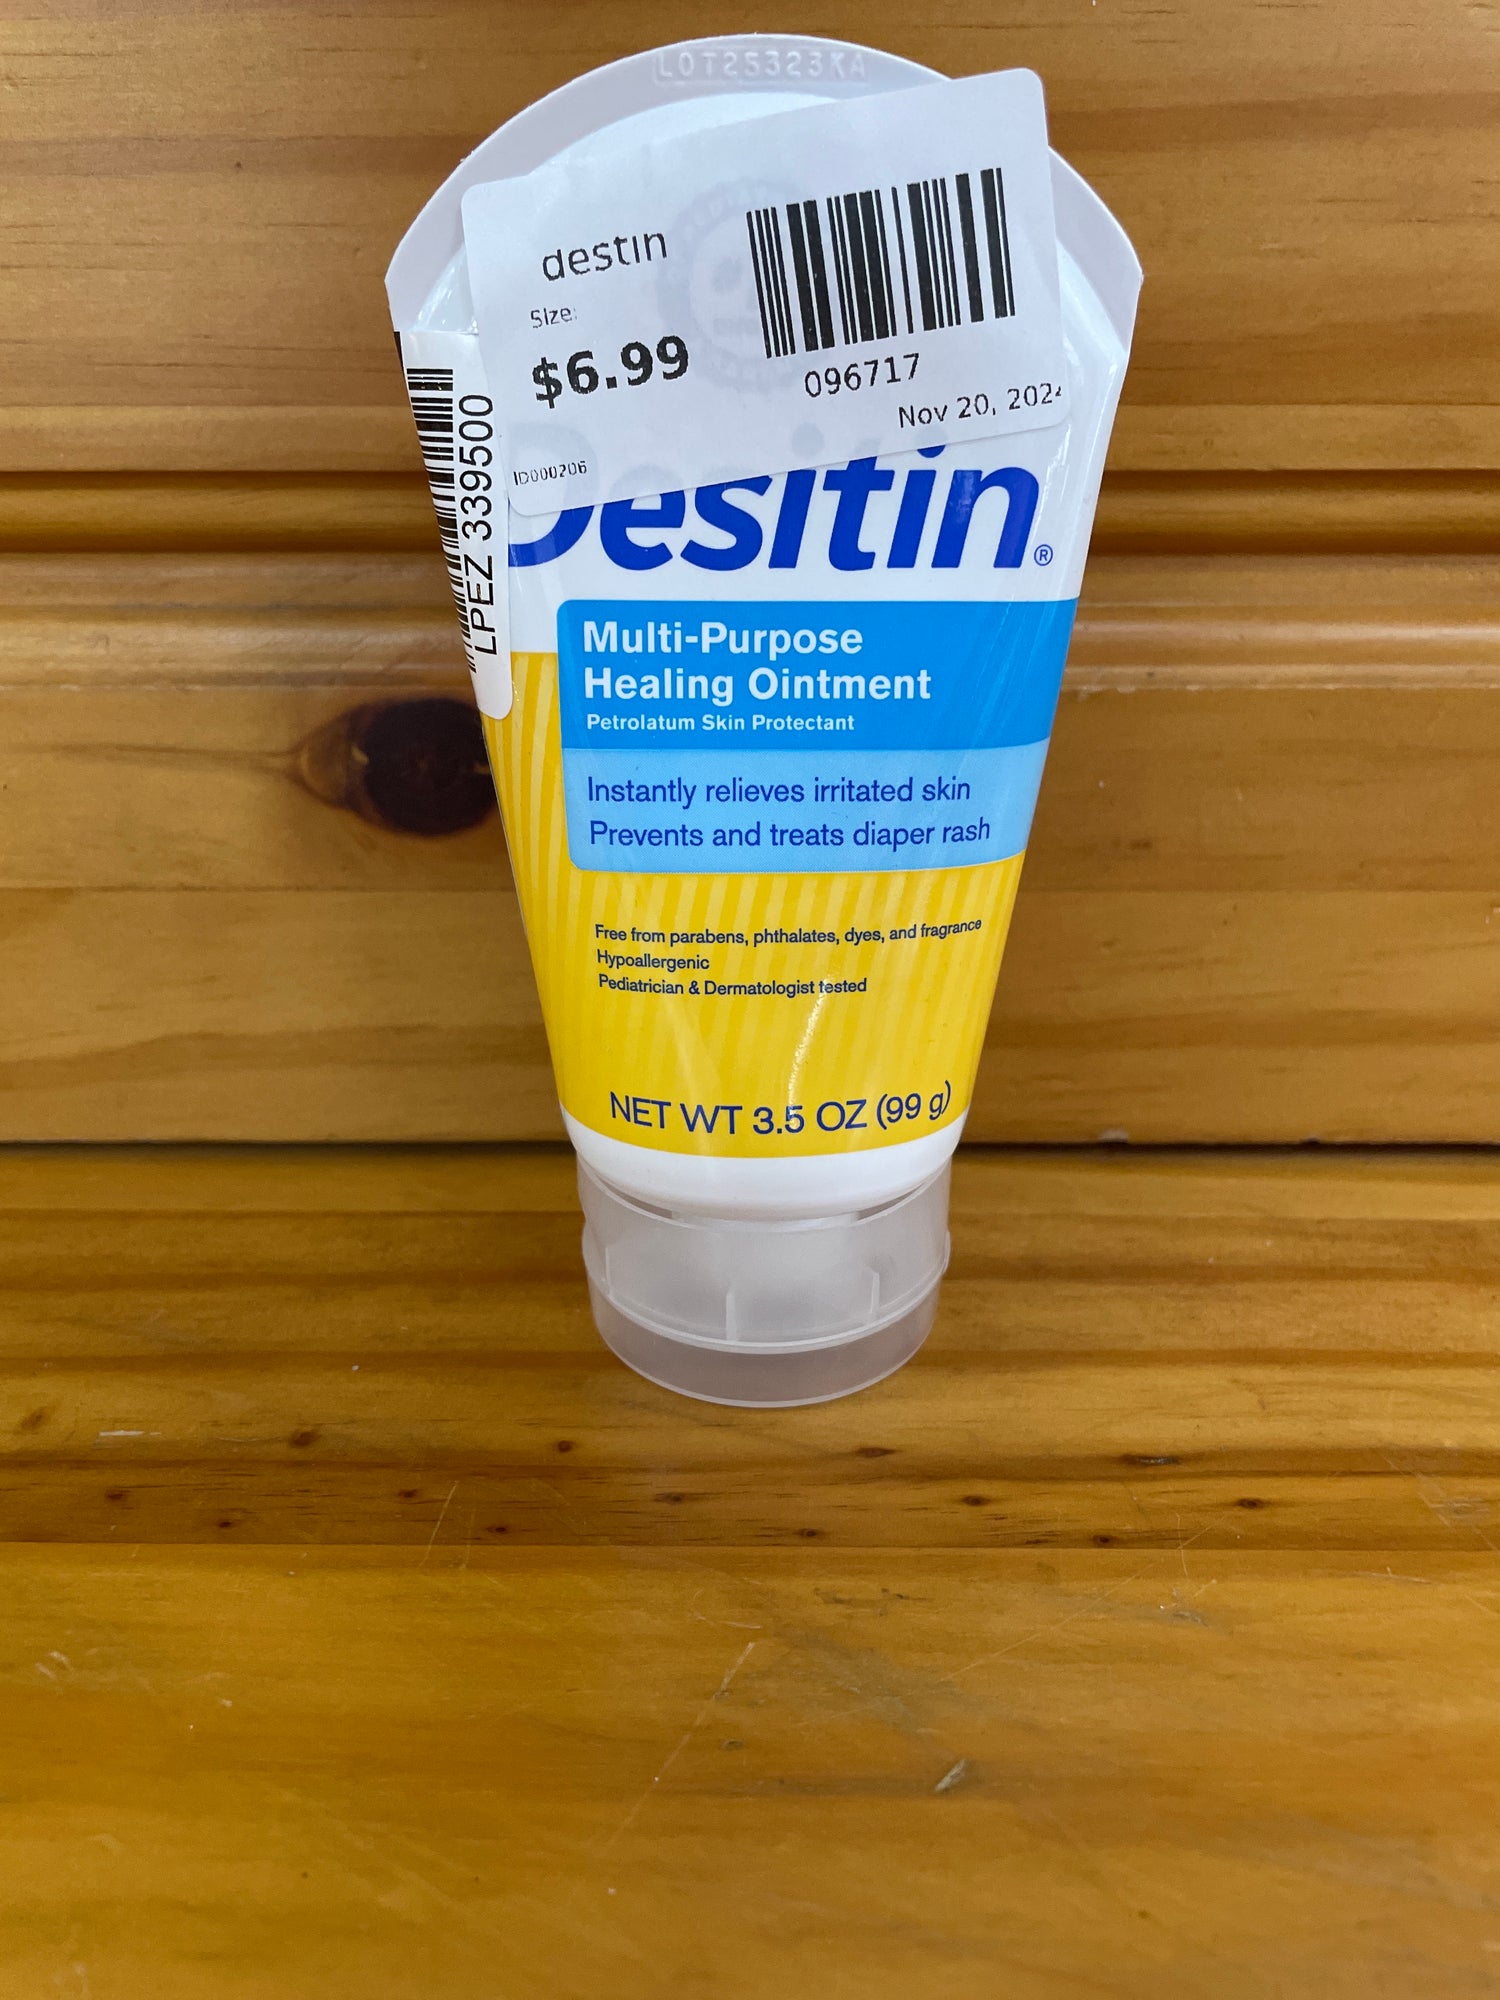 LOT25323KA
destin
Size:
$6.99
096717
Nov 20, 202
ID000206
LPEZ 339500
Desitin®
Multi-Purpose
Healing Ointment
Petrolatum Skin Protectant
Instantly relieves irritated skin
Prevents and treats diaper rash
Free from parabens, phthalates, dyes, and fragrance
Hypoallergenic
Pediatrician & Dermatologist tested
NET WT 3.5 OZ (99 g)